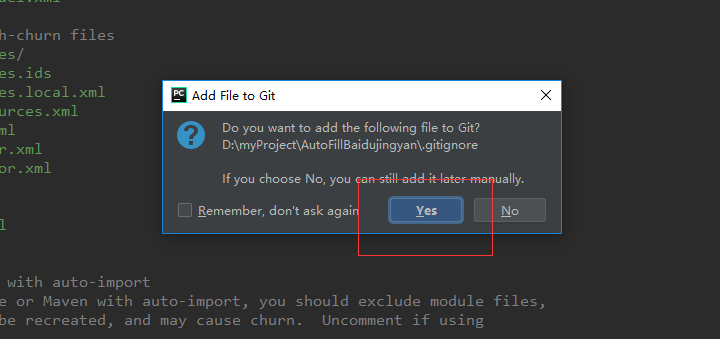 h-churn files
es/
es.ids
es.local.xml
urces.xml
ml
r.xml
or.xml
PC
Add File to Git
Do you want to add the following file to Git?
D:\myProject\AutoFillBaidujingyan\.gitignore
If you choose No, you can still add it later manually.
Remember, don't ask again
Yes
No
l
with auto-import
e or Maven with auto-import, you should exclude module files,
be recreated, and may cause churn.  Uncomment if using